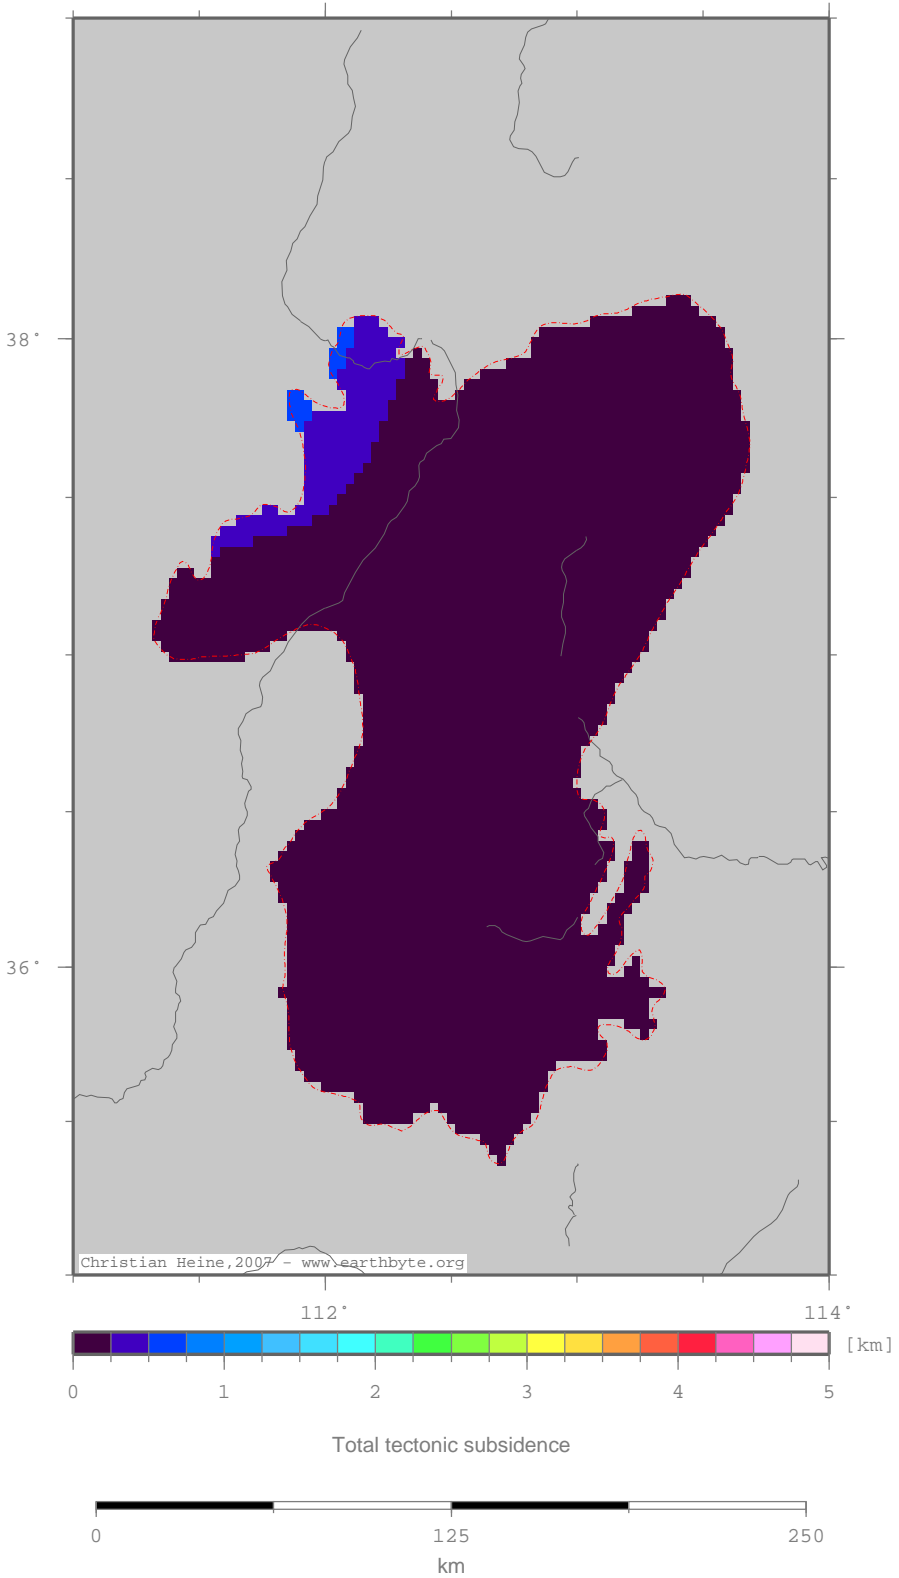 38°
36°
Christian Heine, 2007 - www.earthbyte.org
112° 114°
[km]
0 1 2 3 4 5
Total tectonic subsidence
0 125 250
km